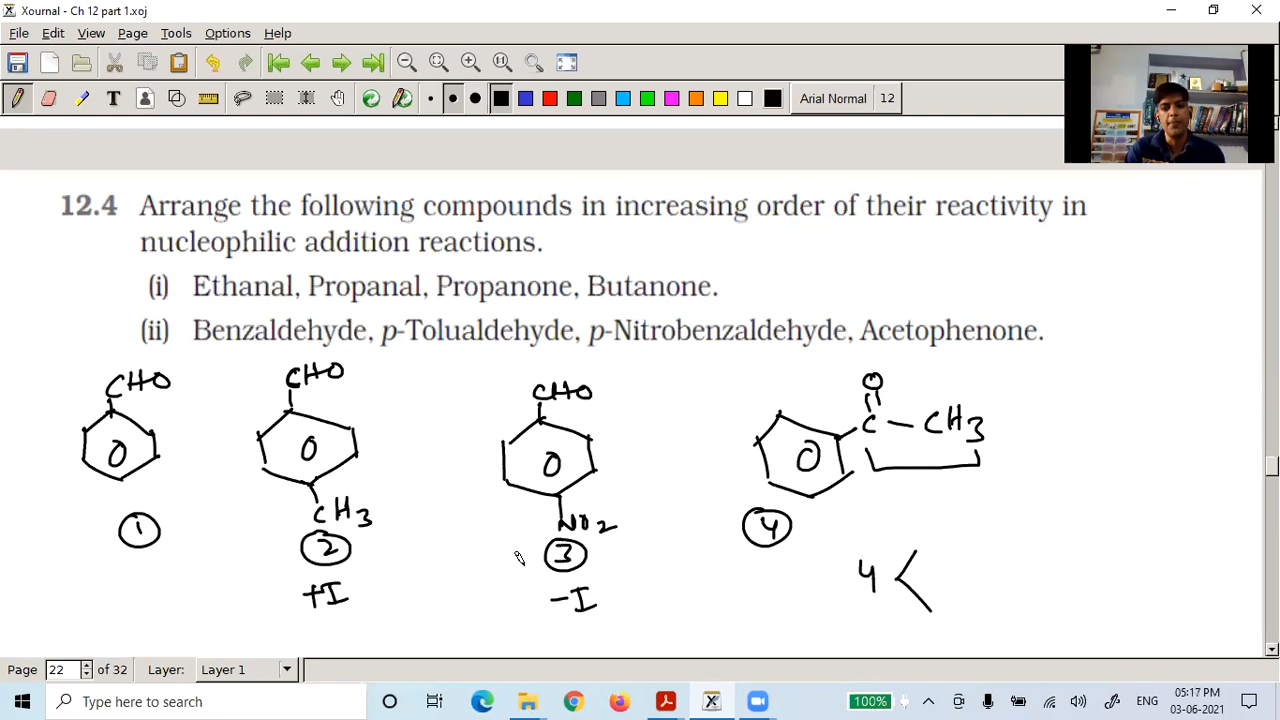 Xournal - Ch 12 part 1.xoj
File Edit View Page Tools Options Help
Arial Normal 12
12.4 Arrange the following compounds in increasing order of their reactivity in
nucleophilic addition reactions.
(i) Ethanal, Propanal, Propanone, Butanone.
(ii) Benzaldehyde, p-Tolualdehyde, p-Nitrobenzaldehyde, Acetophenone.
CHO CHO CHO O
C - CH3
CH3 NO2
1 2 3 4
+I -I
4 <
Page 22 of 32 Layer: Layer 1
Type here to search
100% ENG 05:17 PM
03-06-2021